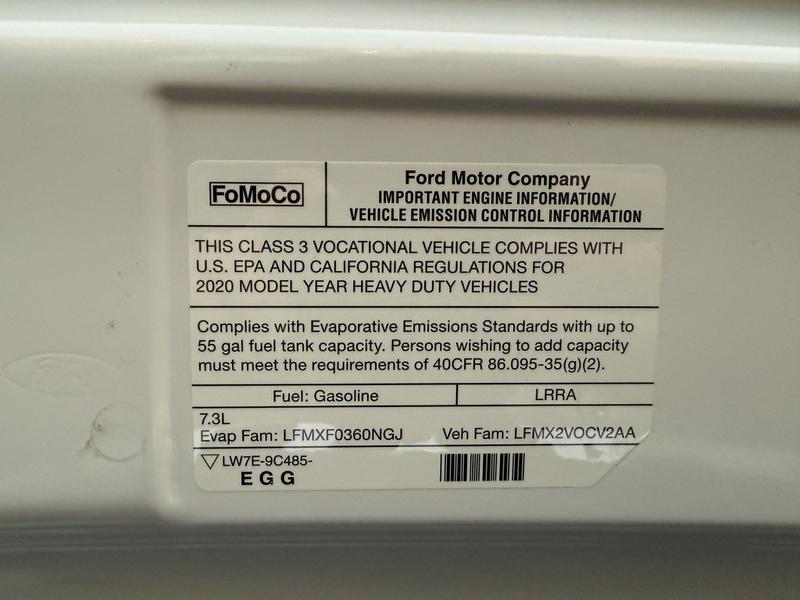 FoMoCo
Ford Motor Company
IMPORTANT ENGINE INFORMATION/
VEHICLE EMISSION CONTROL INFORMATION
THIS CLASS 3 VOCATIONAL VEHICLE COMPLIES WITH
U.S. EPA AND CALIFORNIA REGULATIONS FOR
2020 MODEL YEAR HEAVY DUTY VEHICLES
Complies with Evaporative Emissions Standards with up to
55 gal fuel tank capacity. Persons wishing to add capacity
must meet the requirements of 40CFR 86.095-35(g)(2).
Fuel: Gasoline LRRA
7.3L
Evap Fam: LFMXF0360NGJ Veh Fam: LFMX2VOCV2AA
LW7E-9C485-
EGG